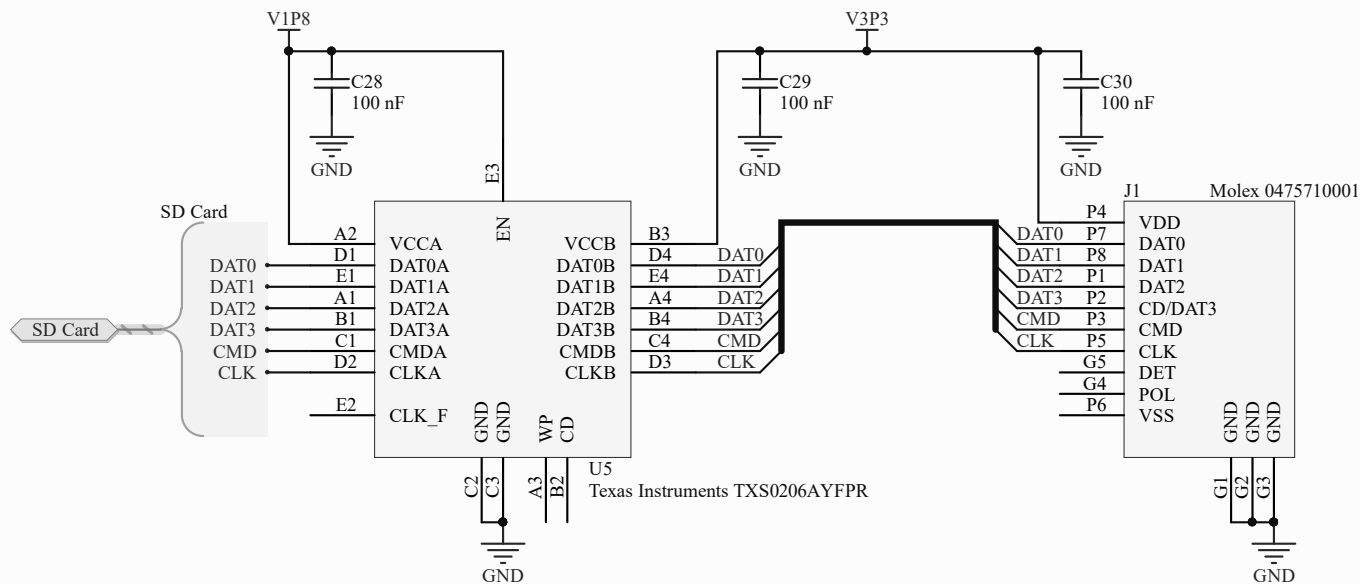 V1P8
V3P3
C28
100 nF
GND
C29
100 nF
GND
C30
100 nF
GND
E3
J1 Molex 0475710001
SD Card
EN
A2 VCCA
D1 DAT0A
E1 DAT1A
A1 DAT2A
B1 DAT3A
C1 CMDA
D2 CLKA
E2 CLK_F
DAT0
DAT1
DAT2
DAT3
CMD
CLK
SD Card
VCCB B3
DAT0B D4 DAT0
DAT1B E4 DAT1
DAT2B A4 DAT2
DAT3B B4 DAT3
CMDB C4 CMD
CLKB D3 CLK
GND
GND
WP
CD
C2
C3
A3
B2
U5
Texas Instruments TXS0206AYFPR
GND
P4 VDD
DAT0 P7 DAT0
DAT1 P8 DAT1
DAT2 P1 DAT2
DAT3 P2 CD/DAT3
CMD P3 CMD
CLK P5 CLK
G5 DET
G4 POL
P6 VSS
GND
GND
GND
G1
G2
G3
GND